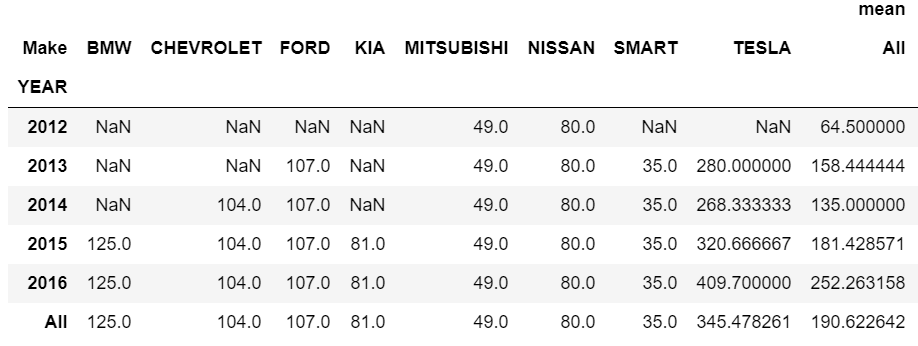 mean
Make BMW CHEVROLET FORD KIA MITSUBISHI NISSAN SMART TESLA All
YEAR
2012 NaN NaN NaN NaN 49.0 80.0 NaN NaN 64.500000
2013 NaN NaN 107.0 NaN 49.0 80.0 35.0 280.000000 158.444444
2014 NaN 104.0 107.0 NaN 49.0 80.0 35.0 268.333333 135.000000
2015 125.0 104.0 107.0 81.0 49.0 80.0 35.0 320.666667 181.428571
2016 125.0 104.0 107.0 81.0 49.0 80.0 35.0 409.700000 252.263158
All 125.0 104.0 107.0 81.0 49.0 80.0 35.0 345.478261 190.622642